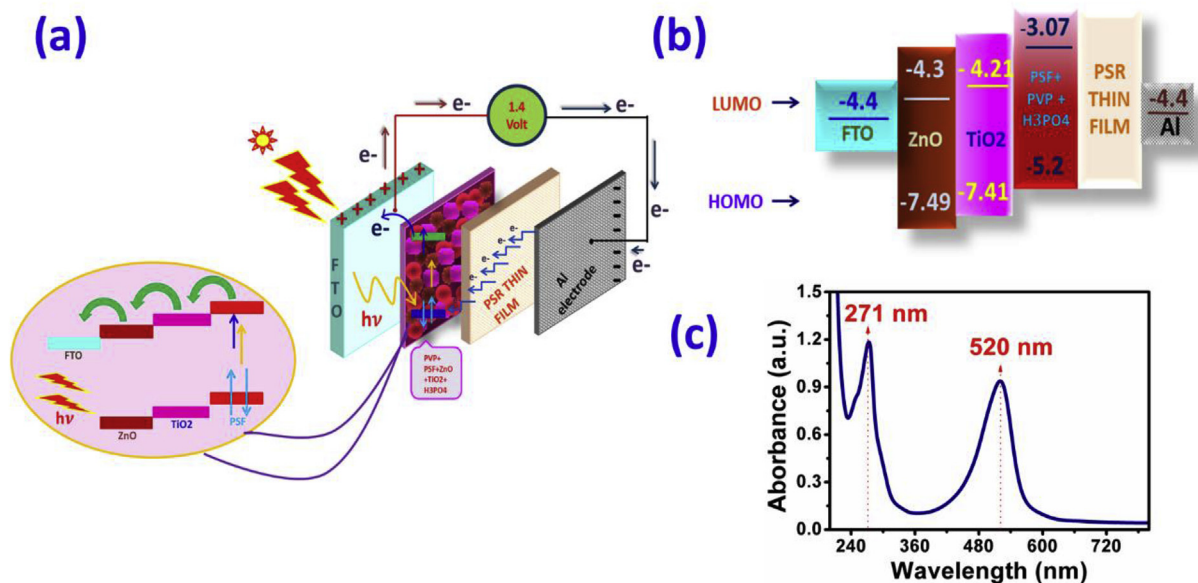 (a)
e-
1.4
Volt
e-
e-
e-
e-
e-
+ + + + + + +
F
T
O
hν
PSR THIN
FILM
e-
e-
e-
e-
e-
Al
electrode
PVP+
PSF+ZnO
+TiO2+
H3PO4
FTO
hν
ZnO
TiO2
PSF
(b)
LUMO
HOMO
-4.4
FTO
-4.3
ZnO
-7.49
- 4.21
TiO2
-7.41
-3.07
PSF+
PVP +
H3PO4
-5.2
PSR
THIN
FILM
-4.4
Al
(c)
271 nm
520 nm
Aborbance (a.u.)
1.5
1.2
0.9
0.6
0.3
0.0
240 360 480 600 720
Wavelength (nm)